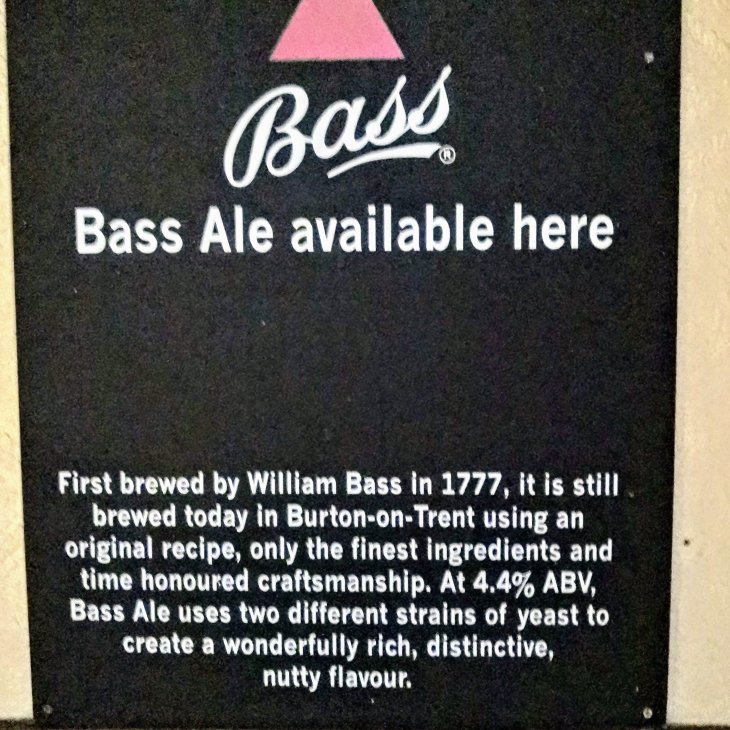 Bass®
Bass Ale available here
First brewed by William Bass in 1777, it is still
brewed today in Burton-on-Trent using an
original recipe, only the finest ingredients and
time honoured craftsmanship. At 4.4% ABV,
Bass Ale uses two different strains of yeast to
create a wonderfully rich, distinctive,
nutty flavour.